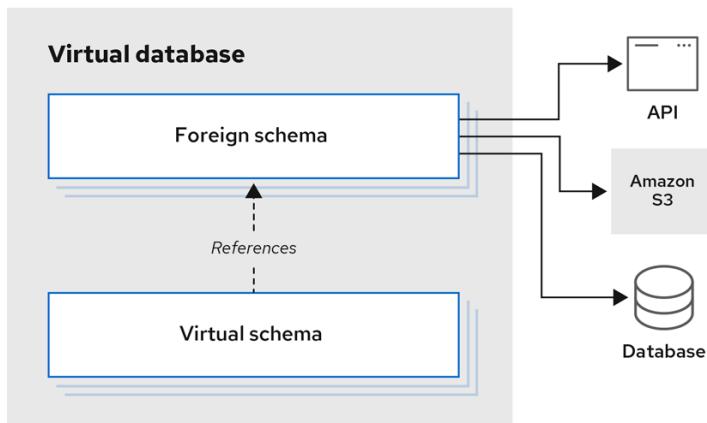 Virtual database
Foreign schema
References
Virtual schema
API
Amazon
S3
Database